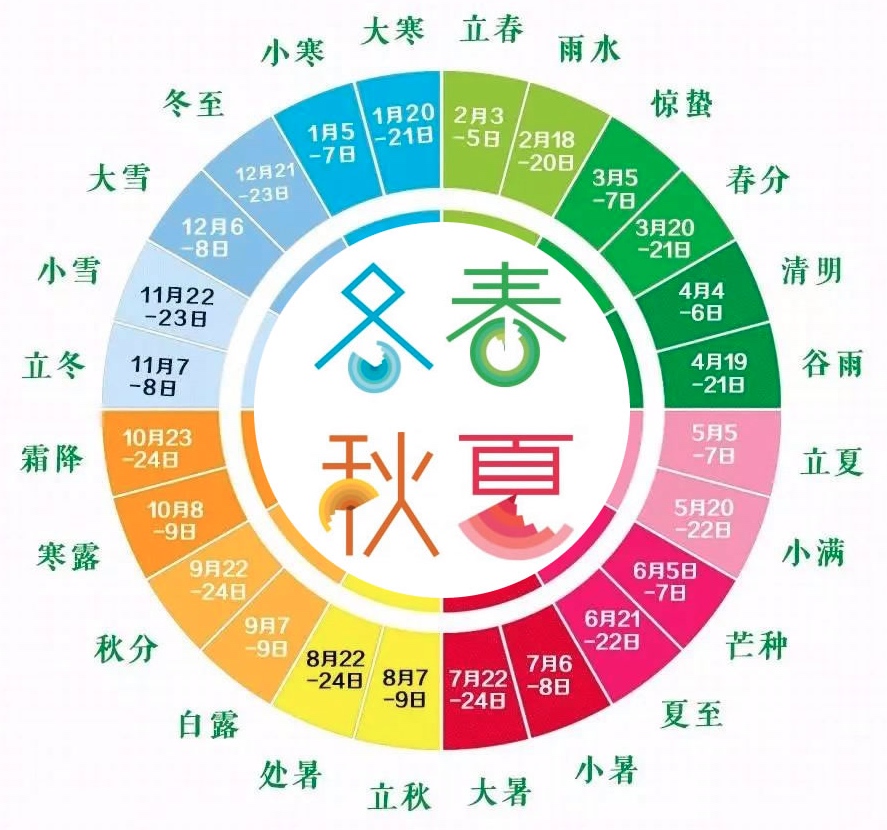 大寒
立春
小寒
雨水
冬至
惊蛰
大雪
春分
小雪
清明
立冬
谷雨
霜降
立夏
寒露
小满
秋分
芒种
白露
夏至
处暑
小暑
立秋
大暑
1月20
-21日
2月3
-5日
1月5
-7日
2月18
-20日
12月21
-23日
3月5
-7日
12月6
-8日
3月20
-21日
11月22
-23日
4月4
-6日
11月7
-8日
4月19
-21日
10月23
-24日
5月5
-7日
10月8
-9日
5月20
-22日
9月22
-24日
6月5日
-7日
9月7
-9日
6月21
-22日
8月22
-24日
7月6
-8日
8月7
-9日
7月22
-24日
冬春
秋夏